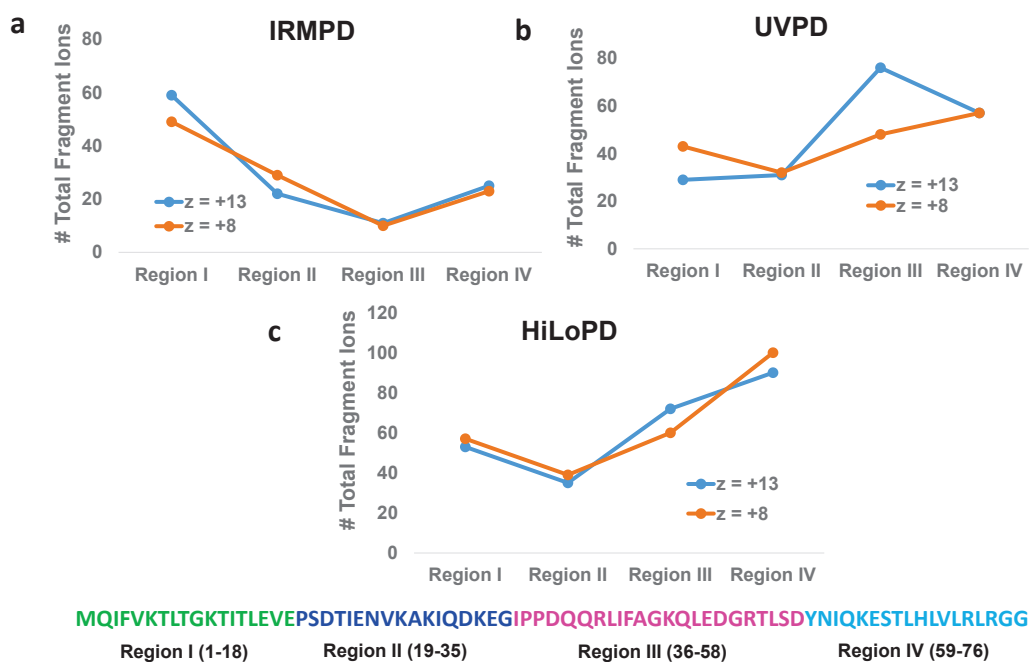 a
IRMPD
# Total Fragment Ions
80
60
40
20
0
z = +13
z = +8
Region I
Region II
Region III
Region IV
b
UVPD
# Total Fragment Ions
80
60
40
20
0
z = +13
z = +8
Region I
Region II
Region III
Region IV
c
HiLoPD
# Total Fragment Ions
120
100
80
60
40
20
0
z = +13
z = +8
Region I
Region II
Region III
Region IV
MQIFVKTLTGKTITLEVEPSDTIENVKAKIQDKEGIPPDQQRLIFAGKQLEDGRTLSDYNIQKESTLHLVLRLRGG
Region I (1-18)
Region II (19-35)
Region III (36-58)
Region IV (59-76)